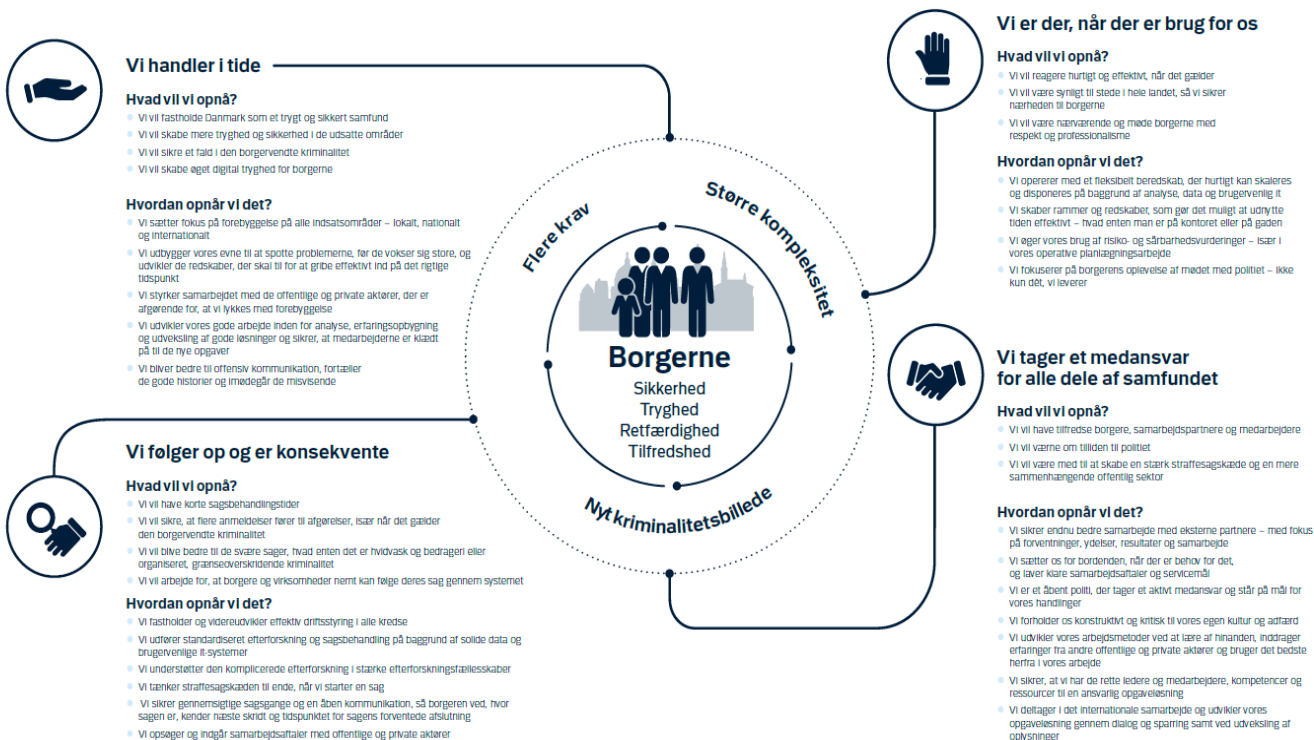 Vi handler i tide
Hvad vil vi opnå?
Vi vil fastholde Danmark som et trygt og sikkert samfund
Vi vil skabe mere tryghed og sikkerhed i de udsatte områder
Vi vil sikre et fald i den borgervendte kriminalitet
Vi vil skabe øget digital tryghed for borgerne
Hvordan opnår vi det?
Vi sætter fokus på forebyggelse på alle indsatsområder – lokalt, nationalt
og internationalt
Vi udbygger vores evne til at spotte problemerne, før de vokser sig store, og
udvikler de redskaber, der skal til for at gribe effektivt ind på det rigtige
tidspunkt
Vi styrker samarbejdet med de offentlige og private aktører, der er
afgørende for, at vi lykkes med forebyggelse
Vi udvikler vores gode arbejde inden for analyse, erfaringsopbygning
og udveksling af gode løsninger og sikrer, at medarbejderne er klædt
på til de nye opgaver
Vi bliver bedre til offensiv kommunikation, fortæller
de gode historier og imødegår de misvisende
Vi følger op og er konsekvente
Hvad vil vi opnå?
Vi vil have korte sagsbehandlingstider
Vi vil sikre, at flere anmeldelser fører til afgørelser, især når det gælder
den borgervendte kriminalitet
Vi vil blive bedre til de svære sager, hvad enten det er hvidvask og bedrageri eller
organiseret, grænseoverskridende kriminalitet
Vi vil arbejde for, at borgere og virksomheder nemt kan følge deres sag gennem systemet
Hvordan opnår vi det?
Vi fastholder og videreudvikler effektiv driftsstyring i alle kredse
Vi udfører standardiseret efterforskning og sagsbehandling på baggrund af solide data og
brugervenlige it-systemer
Vi understøtter den komplicerede efterforskning i stærke efterforskningsfællesskaber
Vi tænker straffesagskæden til ende, når vi starter en sag
Vi sikrer gennemsigtige sagsgange og en åben kommunikation, så borgeren ved, hvor
sagen er, kender næste skridt og tidspunktet for sagens forventede afslutning
Vi opsøger og indgår samarbejdsaftaler med offentlige og private aktører
Flere krav
Større kompleksitet
Nyt kriminalitetsbillede
Borgerne
Sikkerhed
Tryghed
Retfærdighed
Tilfredshed
Vi er der, når der er brug for os
Hvad vil vi opnå?
Vi vil reagere hurtigt og effektivt, når det gælder
Vi vil være synligt til stede i hele landet, så vi sikrer
nærheden til borgerne
Vi vil være nærværende og møde borgerne med
respekt og professionalisme
Hvordan opnår vi det?
Vi opererer med et fleksibelt beredskab, der hurtigt kan skaleres
og disponeres på baggrund af analyse, data og brugervenlig it
Vi skaber rammer og redskaber, som gør det muligt at udnytte
tiden effektivt – hvad enten man er på kontoret eller på gaden
Vi øger vores brug af risiko- og sårbarhedsvurderinger – især i
vores operative planlægningsarbejde
Vi fokuserer på borgerens oplevelse af mødet med politiet – ikke
kun dét, vi leverer
Vi tager et medansvar
for alle dele af samfundet
Hvad vil vi opnå?
Vi vil have tilfredse borgere, samarbejdspartnere og medarbejdere
Vi vil værne om tilliden til politiet
Vi vil være med til at skabe en stærk straffesagskæde og en mere
sammenhængende offentlig sektor
Hvordan opnår vi det?
Vi sikrer endnu bedre samarbejde med eksterne partnere – med fokus
på forventninger, ydelser, resultater og samarbejde
Vi sætter os for bordenden, når der er behov for det,
og laver klare samarbejdsaftaler og servicemål
Vi er et åbent politi, der tager et aktivt medansvar og står på mål for
vores handlinger
Vi forholder os konstruktivt og kritisk til vores egen kultur og adfærd
Vi udvikler vores arbejdsmetoder ved at lære af hinanden, inddrager
erfaringer fra andre offentlige og private aktører og bruger det bedste
herfra i vores arbejde
Vi sikrer, at vi har de rette ledere og medarbejdere, kompetencer og
ressourcer til en ansvarlig opgaveløsning
Vi deltager i det internationale samarbejde og udvikler vores
opgaveløsning gennem dialog og sparring samt ved udveksling af
oplysninger